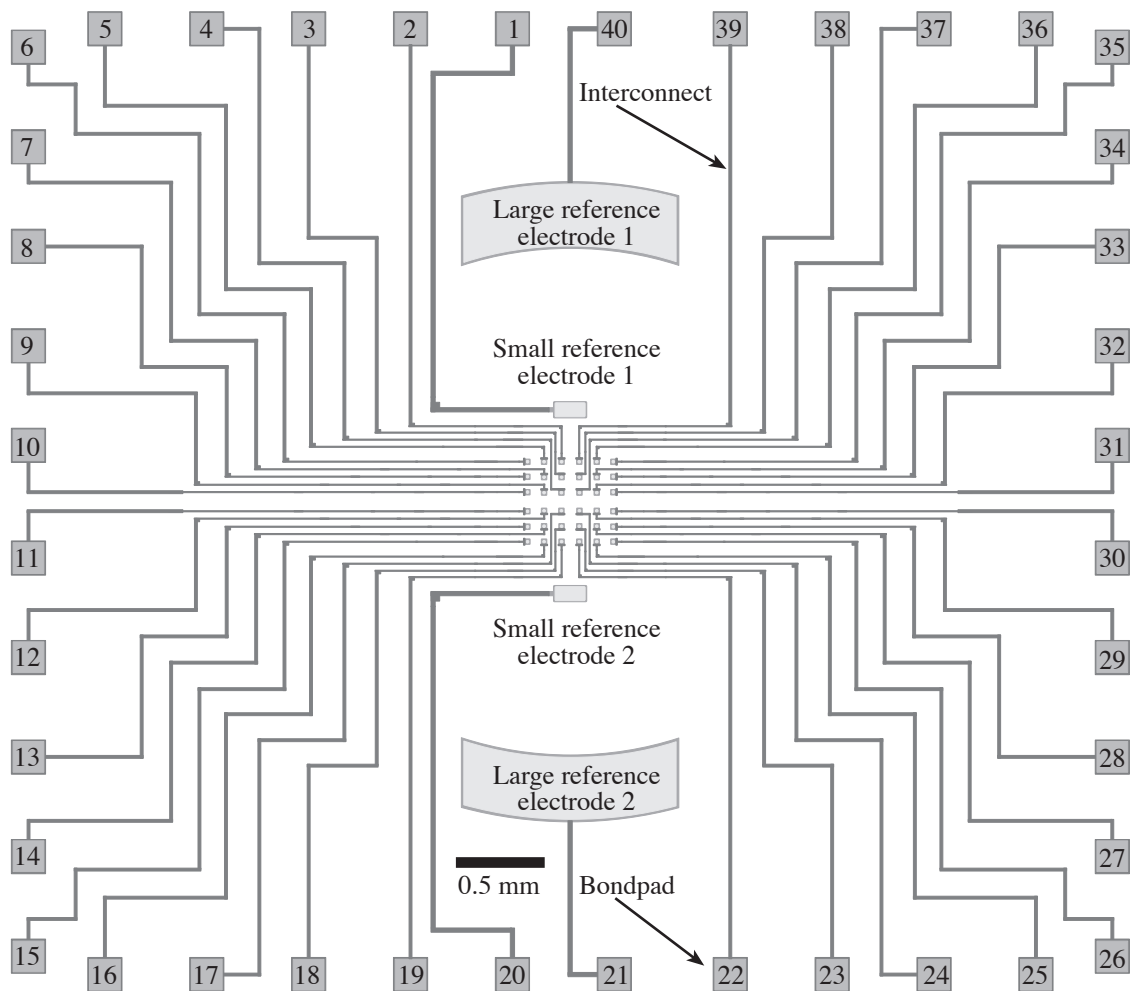 5 4 3 2 1 40 39 38 37 36
6 35
Interconnect
7 34
Large reference
electrode 1
8 33
9 Small reference 32
electrode 1
10 31
11 30
12 Small reference 29
electrode 2
13 28
Large reference
electrode 2
14 27
0.5 mm Bondpad
15 26
16 17 18 19 20 21 22 23 24 25